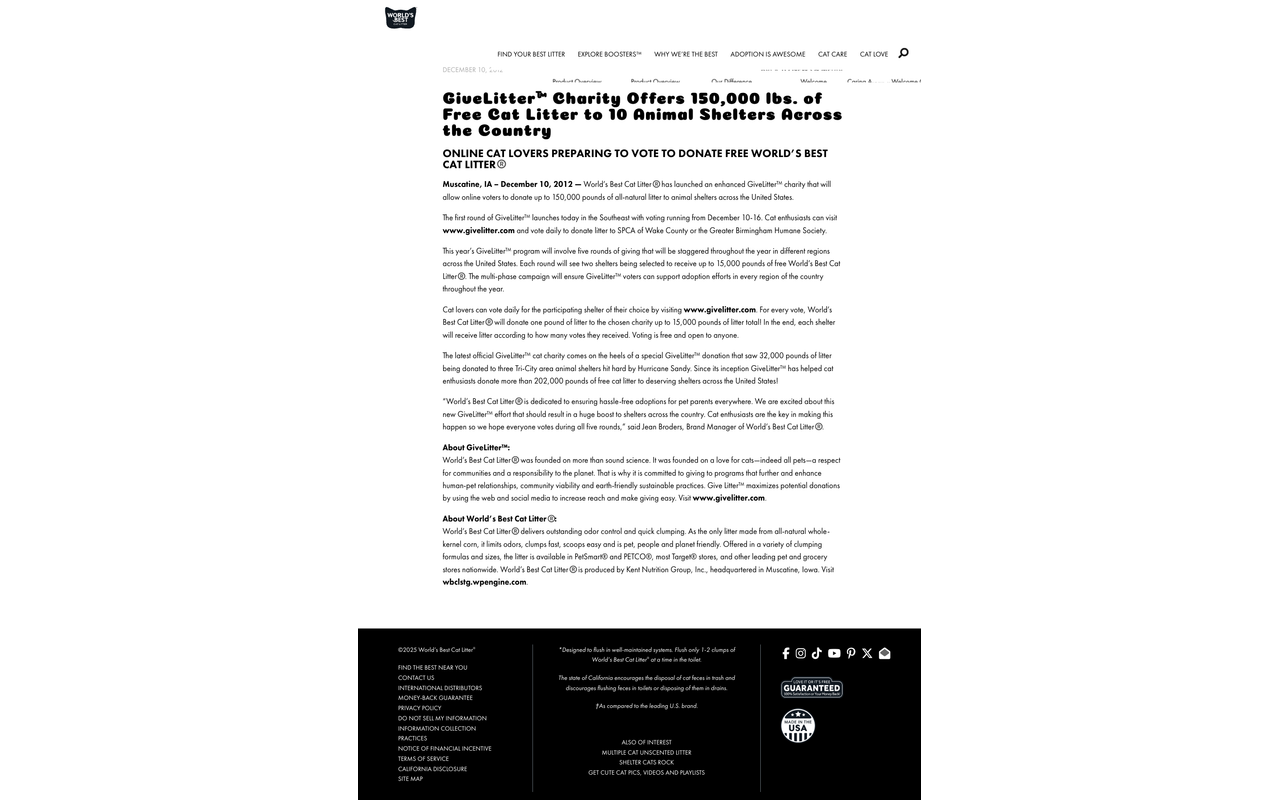 WORLD'S
BEST
CAT LITTER
FIND YOUR BEST LITTER EXPLORE BOOSTERS™ WHY WE'RE THE BEST ADOPTION IS AWESOME CAT CARE CAT LOVE
DECEMBER 10, 2012
Product Overview Product Overview Our Difference Welcome Caring A Welcome
GiveLitter™ Charity Offers 150,000 lbs. of
Free Cat Litter to 10 Animal Shelters Across
the Country
ONLINE CAT LOVERS PREPARING TO VOTE TO DONATE FREE WORLD'S BEST
CAT LITTER®
Muscatine, IA – December 10, 2012 — World's Best Cat Litter® has launched an enhanced GiveLitter™ charity that will
allow online voters to donate up to 150,000 pounds of all-natural litter to animal shelters across the United States.
The first round of GiveLitter™ launches today in the Southeast with voting running from December 10-16. Cat enthusiasts can visit
www.givelitter.com and vote daily to donate litter to SPCA of Wake County or the Greater Birmingham Humane Society.
This year's GiveLitter™ program will involve five rounds of giving that will be staggered throughout the year in different regions
across the United States. Each round will see two shelters being selected to receive up to 15,000 pounds of free World's Best Cat
Litter®. The multi-phase campaign will ensure GiveLitter™ voters can support adoption efforts in every region of the country
throughout the year.
Cat lovers can vote daily for the participating shelter of their choice by visiting www.givelitter.com. For every vote, World's
Best Cat Litter® will donate one pound of litter to the chosen charity up to 15,000 pounds of litter total! In the end, each shelter
will receive litter according to how many votes they received. Voting is free and open to anyone.
The latest official GiveLitter™ cat charity comes on the heels of a special GiveLitter™ donation that saw 32,000 pounds of litter
being donated to three Tri-City area animal shelters hit hard by Hurricane Sandy. Since its inception GiveLitter™ has helped cat
enthusiasts donate more than 202,000 pounds of free cat litter to deserving shelters across the United States!
"World's Best Cat Litter® is dedicated to ensuring hassle-free adoptions for pet parents everywhere. We are excited about this
new GiveLitter™ effort that should result in a huge boost to shelters across the country. Cat enthusiasts are the key in making this
happen so we hope everyone votes during all five rounds," said Jean Broders, Brand Manager of World's Best Cat Litter®.
About GiveLitter™:
World's Best Cat Litter® was founded on more than sound science. It was founded on a love for cats—indeed all pets—a respect
for communities and a responsibility to the planet. That is why it is committed to giving to programs that further and enhance
human-pet relationships, community viability and earth-friendly sustainable practices. Give Litter™ maximizes potential donations
by using the web and social media to increase reach and make giving easy. Visit www.givelitter.com.
About World's Best Cat Litter®:
World's Best Cat Litter® delivers outstanding odor control and quick clumping. As the only litter made from all-natural whole-
kernel corn, it limits odors, clumps fast, scoops easy and is pet, people and planet friendly. Offered in a variety of clumping
formulas and sizes, the litter is available in PetSmart® and PETCO®, most Target® stores, and other leading pet and grocery
stores nationwide. World's Best Cat Litter® is produced by Kent Nutrition Group, Inc., headquartered in Muscatine, Iowa. Visit
wbclstg.wpengine.com.
©2025 World's Best Cat Litter®
FIND THE BEST NEAR YOU
CONTACT US
INTERNATIONAL DISTRIBUTORS
MONEY-BACK GUARANTEE
PRIVACY POLICY
DO NOT SELL MY INFORMATION
INFORMATION COLLECTION
PRACTICES
NOTICE OF FINANCIAL INCENTIVE
TERMS OF SERVICE
CALIFORNIA DISCLOSURE
SITE MAP
*Designed to flush in well-maintained systems. Flush only 1-2 clumps of
World's Best Cat Litter® at a time in the toilet.
The state of California encourages the disposal of cat feces in trash and
discourages flushing feces in toilets or disposing of them in drains.
†As compared to the leading U.S. brand.
ALSO OF INTEREST
MULTIPLE CAT UNSCENTED LITTER
SHELTER CATS ROCK
GET CUTE CAT PICS, VIDEOS AND PLAYLISTS
LOVE IT OR IT'S FREE
GUARANTEED
100% Satisfaction or Your Money Back
MADE IN THE
USA